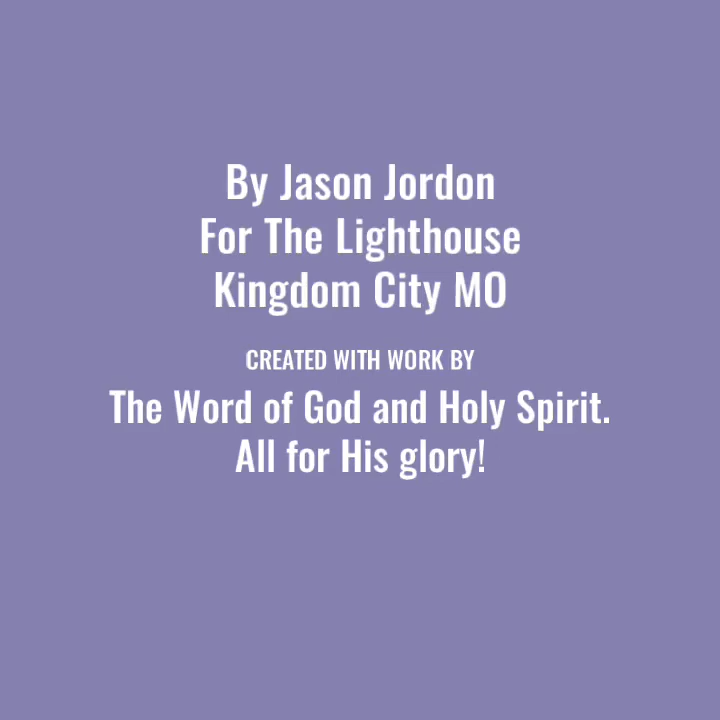 By Jason Jordon
For The Lighthouse
Kingdom City MO
CREATED WITH WORK BY
The Word of God and Holy Spirit.
All for His glory!